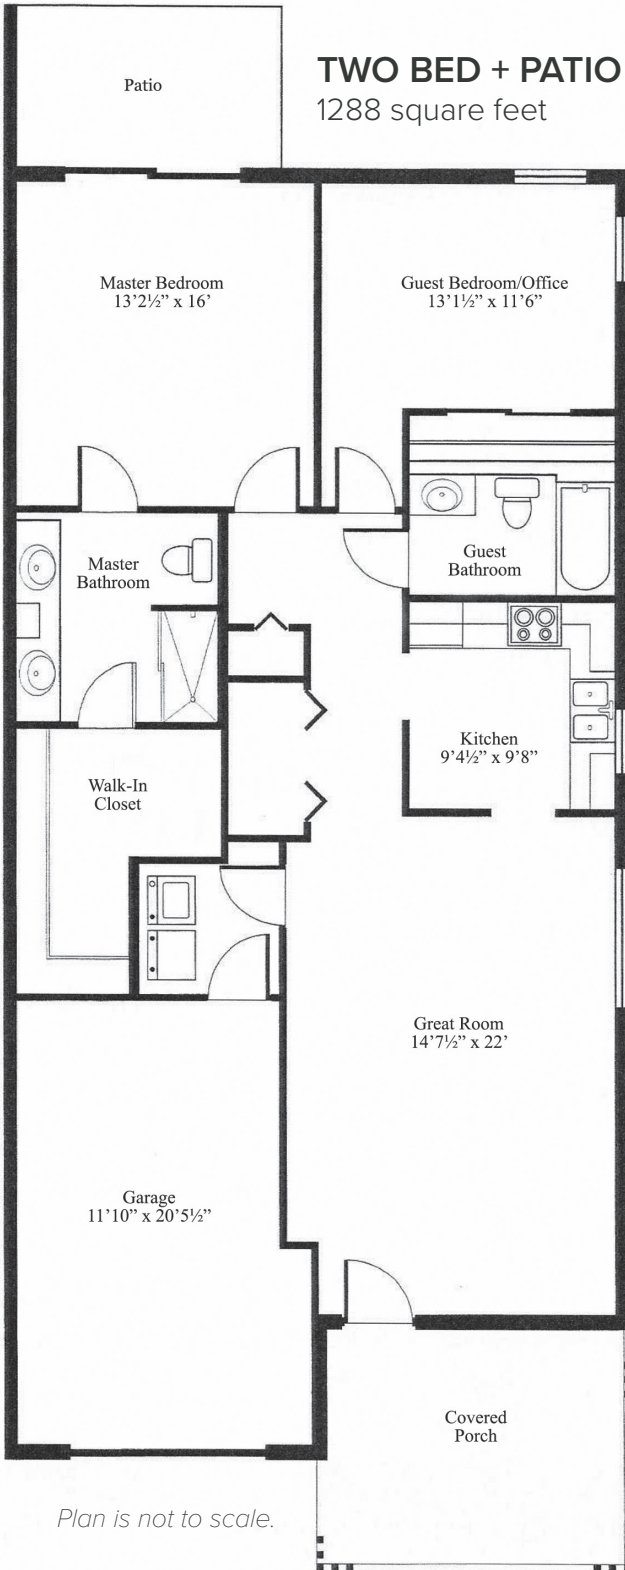 TWO BED + PATIO
1288 square feet
Patio
Master Bedroom
13’2½” x 16’
Guest Bedroom/Office
13’1½” x 11’6”
Master
Bathroom
Guest
Bathroom
Kitchen
9’4½” x 9’8”
Walk-In
Closet
Great Room
14’7½” x 22’
Garage
11’10” x 20’5½”
Covered
Porch
Plan is not to scale.